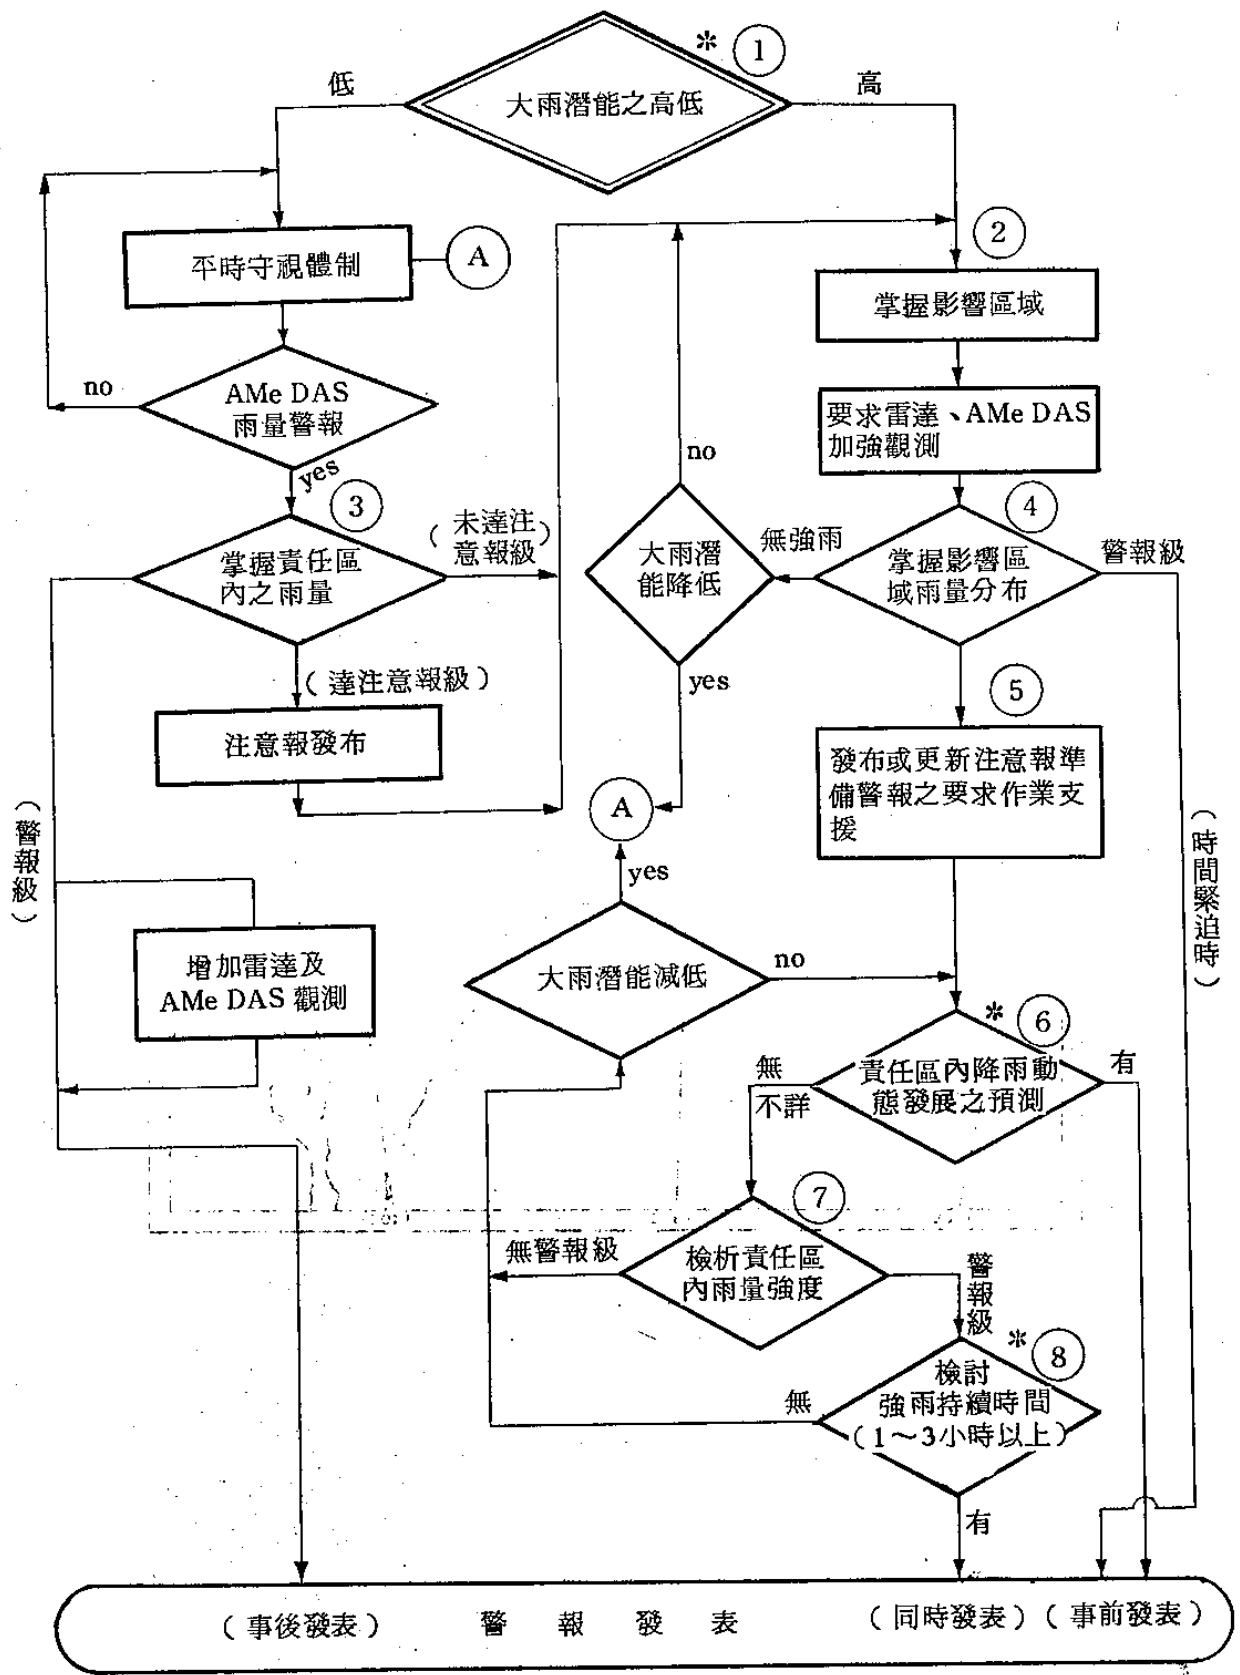 * ①
低
高
大雨潛能之高低
②
平時守視體制
A
掌握影響區域
no
AMe DAS
雨量警報
yes
要求雷達、AMe DAS
加強觀測
no
③
(未達注
意報級)
④
掌握責任區
內之雨量
大雨潛
能降低
無強雨
掌握影響區
域雨量分布
警報級
(達注意報級)
yes
⑤
注意報發布
發布或更新注意報準
備警報之要求作業支
援
A
(警報級)
(時間緊迫時)
yes
增加雷達及
AMe DAS 觀測
大雨潛能減低
no
* ⑥
無
不詳
責任區內降雨動
態發展之預測
有
⑦
無警報級
檢析責任區
內雨量強度
警報級
* ⑧
無
檢討
強雨持續時間
(1～3小時以上)
有
(事後發表) 警報發表 (同時發表)(事前發表)